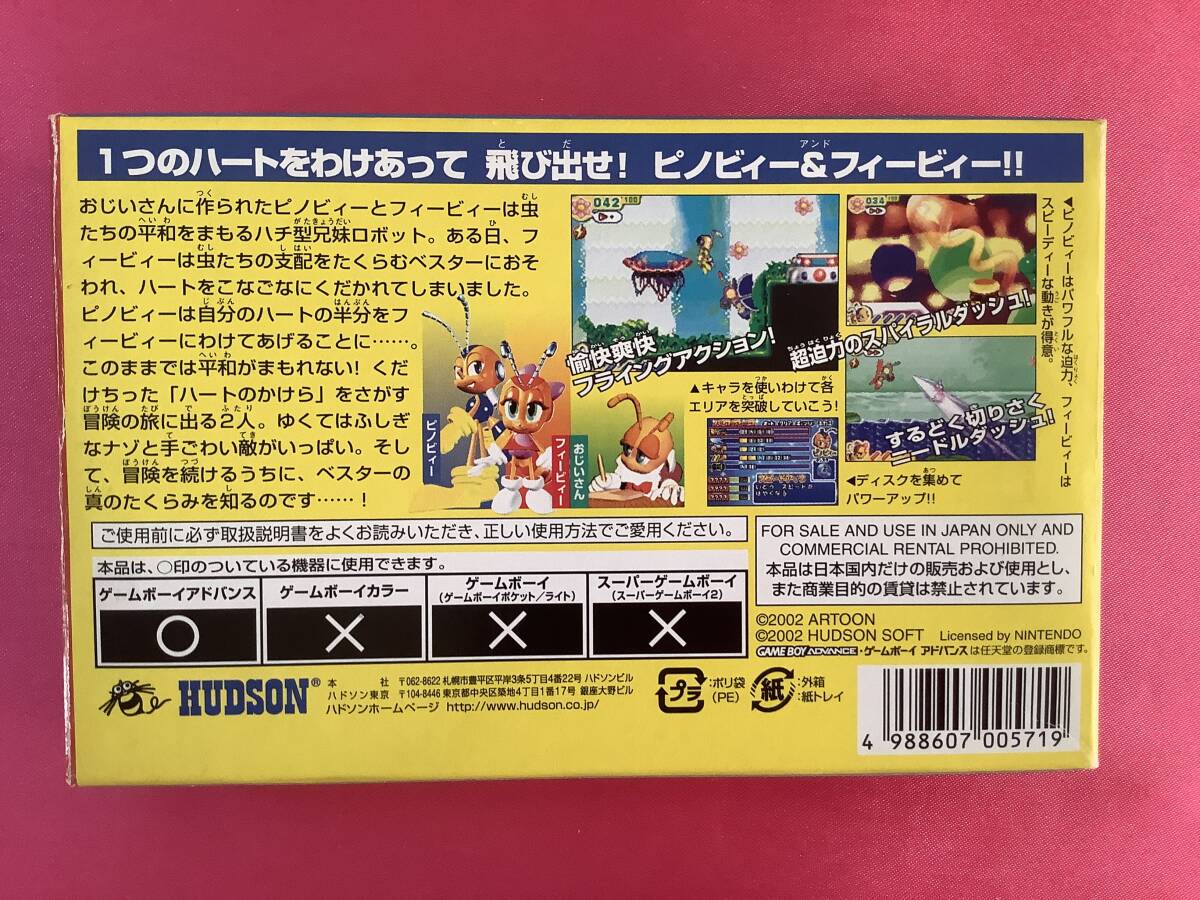 1つのハートをわけあって 飛び出せ! ピノビィー&フィービィー!!
おじいさんに作られたピノビィーとフィービィーは虫
たちの平和をまもるハチ型兄妹ロボット。ある日、フ
ィービィーは虫たちの支配をたくらむベスターにおそ
われ、ハートをこなごなにくだかれてしまいました。
ピノビィーは自分のハートの半分をフ
ィービィーにわけてあげることに……。
このままでは平和がまもれない! くだ
けちった「ハートのかけら」をさがす
冒険の旅に出る2人。ゆくてはふしぎ
なナゾと手ごわい敵がいっぱい。そし
て、冒険を続けるうちに、ベスターの
真のたくらみを知るのです……!
ピノビィー
フィービィー
おじいさん
042 100
愉快爽快
フライングアクション!
034 100
超迫力のスパイラルダッシュ!
するどく切りさく
ニードルダッシュ!
▲キャラを使いわけて各
エリアを突破していこう!
◀ディスクを集めて
パワーアップ!!
◀ピノビィーはパワフルな迫力、フィービィーは
スピーディーな動きが得意。
ご使用前に必ず取扱説明書をよくお読みいただき、正しい使用方法でご愛用ください。
本品は、○印のついている機器に使用できます。
ゲームボーイアドバンス
ゲームボーイカラー
ゲームボーイ
(ゲームボーイポケット/ライト)
スーパーゲームボーイ
(スーパーゲームボーイ2)
○ × × ×
FOR SALE AND USE IN JAPAN ONLY AND
COMMERCIAL RENTAL PROHIBITED.
本品は日本国内だけの販売および使用とし、
また商業目的の賃貸は禁止されています。
©2002 ARTOON
©2002 HUDSON SOFT Licensed by NINTENDO
GAME BOY ADVANCE・ゲームボーイ アドバンスは任天堂の登録商標です。
HUDSON®
本 社 〒062-8622 札幌市豊平区平岸3条5丁目4番22号 ハドソンビル
ハドソン東京 〒104-8446 東京都中央区築地4丁目1番17号 銀座大野ビル
ハドソンホームページ http://www.hudson.co.jp/
プラ
:ポリ袋
(PE)
紙
:外箱
:紙トレイ
4 988607 005719